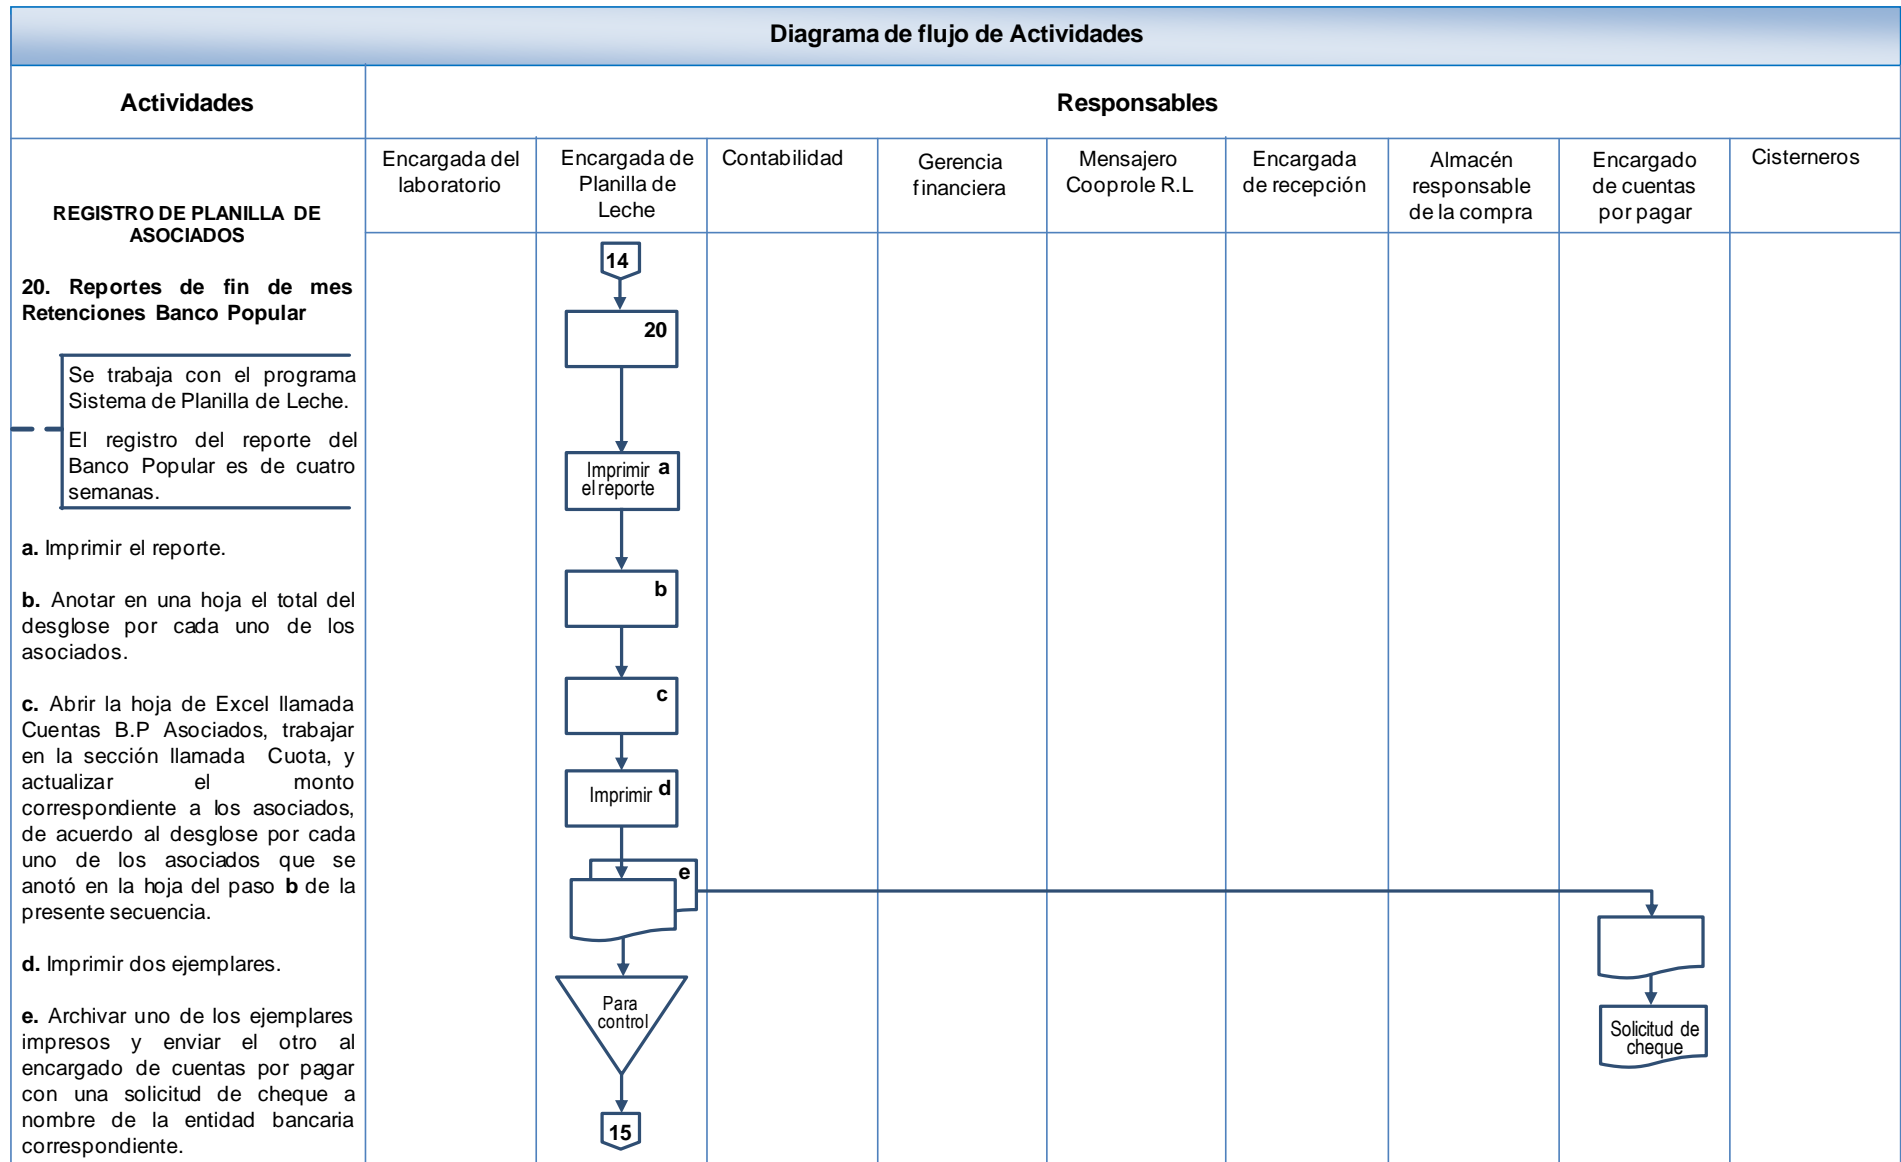 Diagrama de flujo de Actividades
Actividades
Responsables
Encargada del
laboratorio
Encargada de
Planilla de
Leche
Contabilidad
Gerencia
financiera
Mensajero
Cooprole R.L
Encargada
de recepción
Almacén
responsable
de la compra
Encargado
de cuentas
por pagar
Cisterneros
REGISTRO DE PLANILLA DE
ASOCIADOS
20. Reportes de fin de mes
Retenciones Banco Popular
Se trabaja con el programa
Sistema de Planilla de Leche.
El registro del reporte del
Banco Popular es de cuatro
semanas.
a. Imprimir el reporte.
b. Anotar en una hoja el total del
desglose por cada uno de los
asociados.
c. Abrir la hoja de Excel llamada
Cuentas B.P Asociados, trabajar
en la sección llamada Cuota, y
actualizar el monto
correspondiente a los asociados,
de acuerdo al desglose por cada
uno de los asociados que se
anotó en la hoja del paso b de la
presente secuencia.
d. Imprimir dos ejemplares.
e. Archivar uno de los ejemplares
impresos y enviar el otro al
encargado de cuentas por pagar
con una solicitud de cheque a
nombre de la entidad bancaria
correspondiente.
14
20
Imprimir a
el reporte
b
c
Imprimir d
e
Para
control
15
Solicitud de
cheque